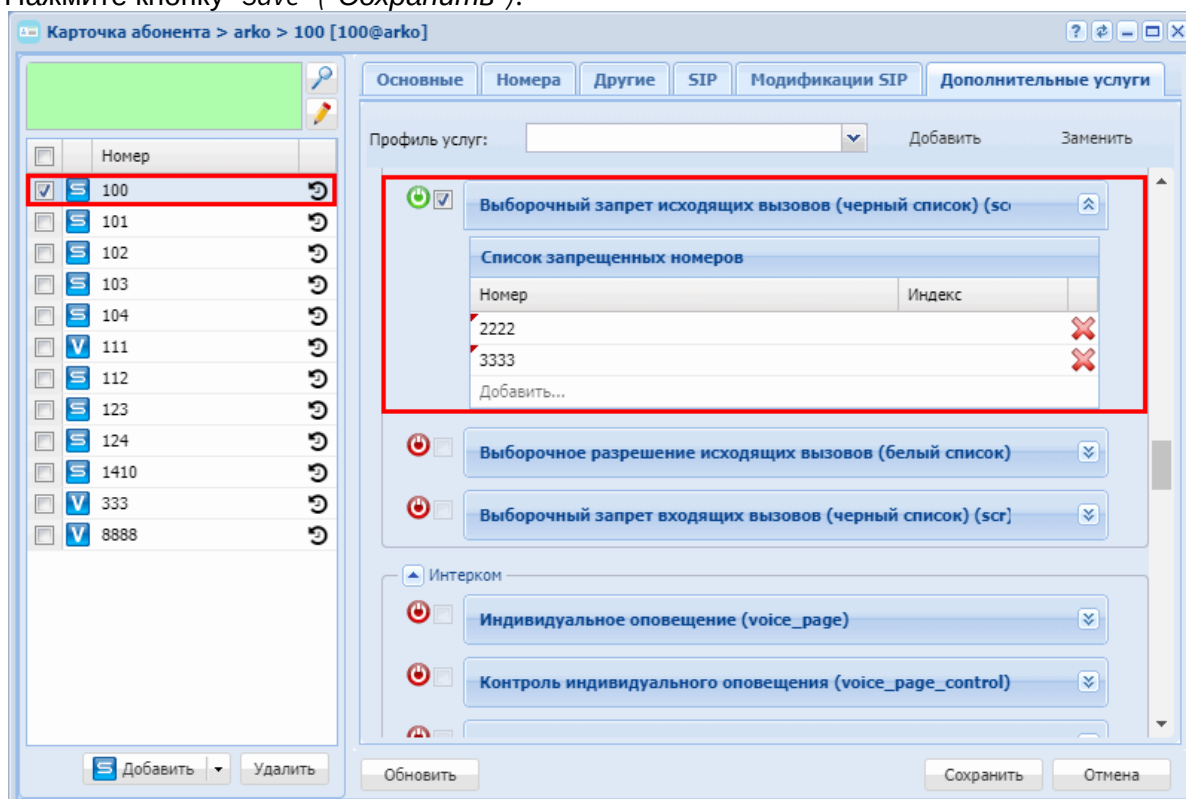 Нажмите кнопку "Save" ("Сохранить").
Карточка абонента > arko > 100 [100@arko]
Номер
100
101
102
103
104
111
112
123
124
1410
333
8888
Добавить
Удалить
Основные Номера Другие SIP Модификации SIP Дополнительные услуги
Профиль услуг: Добавить Заменить
Выборочный запрет исходящих вызовов (черный список) (sc
Список запрещенных номеров
Номер Индекс
2222
3333
Добавить...
Выборочное разрешение исходящих вызовов (белый список)
Выборочный запрет входящих вызовов (черный список) (scr)
Интерком
Индивидуальное оповещение (voice_page)
Контроль индивидуального оповещения (voice_page_control)
Обновить Сохранить Отмена